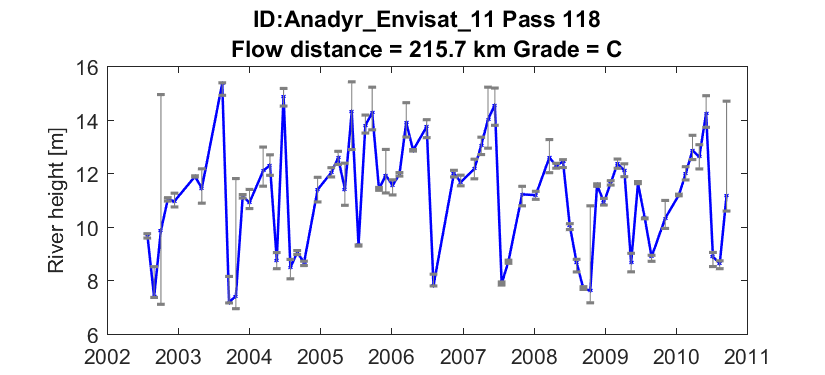 ID:Anadyr_Envisat_11 Pass 118
Flow distance = 215.7 km Grade = C
River height [m]
16
14
12
10
8
6
2002 2003 2004 2005 2006 2007 2008 2009 2010 2011